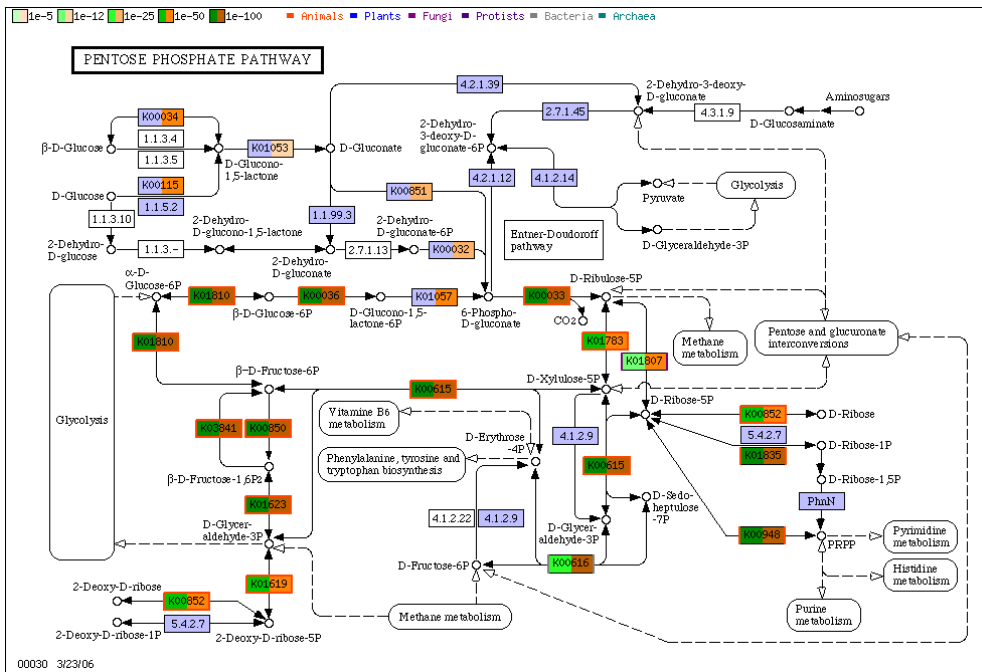 1e-5 1e-12 1e-25 1e-50 1e-100 Animals Plants Fungi Protists Bacteria Archaea
PENTOSE PHOSPHATE PATHWAY
4.2.1.39
2-Dehydro-3-deoxy-
D-gluconate
Aminosugars
2.7.1.45
4.3.1.9
D-Glucosaminate
K00034
1.1.3.4
1.1.3.5
β-D-Glucose
K01053
D-Glucono-
1,5-lactone
D-Gluconate
2-Dehydro-
3-deoxy-D-
gluconate-6P
K00115
D-Glucose
1.1.5.2
K00851
4.2.1.12
4.1.2.14
Pyruvate
Glycolysis
1.1.3.10
1.1.99.3
2-Dehydro-
D-glucono-1,5-lactone
2-Dehydro-D-
gluconate-6P
D-Glyceraldehyde-3P
2-Dehydro-
D-glucose
1.1.3.-
2-Dehydro-
D-gluconate
2.7.1.13
K00032
Entner-Doudoroff
pathway
α-D-
Glucose-6P
K01810
β-D-Glucose-6P
K00036
D-Glucono-1,5-
lactone-6P
K01057
6-Phospho-
D-gluconate
K00033
CO2
D-Ribulose-5P
K01810
K01783
K01807
Methane
metabolism
Pentose and glucuronate
interconversions
Glycolysis
β-D-Fructose-6P
K00615
D-Xylulose-5P
D-Ribose-5P
K03841
K00850
Vitamine B6
metabolism
D-Erythrose
-4P
4.1.2.9
K00852
D-Ribose
5.4.2.7
K01835
D-Ribose-1P
Phenylalanine, tyrosine and
tryptophan biosynthesis
K00615
β-D-Fructose-1,6P2
D-Ribose-1,5P
K01623
PhnN
D-Sedo-
heptulose
-7P
4.1.2.22
4.1.2.9
D-Glycer-
aldehyde-3P
D-Glycer-
aldehyde-3P
K00948
PRPP
Pyrimidine
metabolism
Histidine
metabolism
D-Fructose-6P
K00616
K01619
2-Deoxy-D-ribose
K00852
Methane metabolism
Purine
metabolism
2-Deoxy-D-ribose-1P
5.4.2.7
2-Deoxy-D-ribose-5P
00030 3/23/06